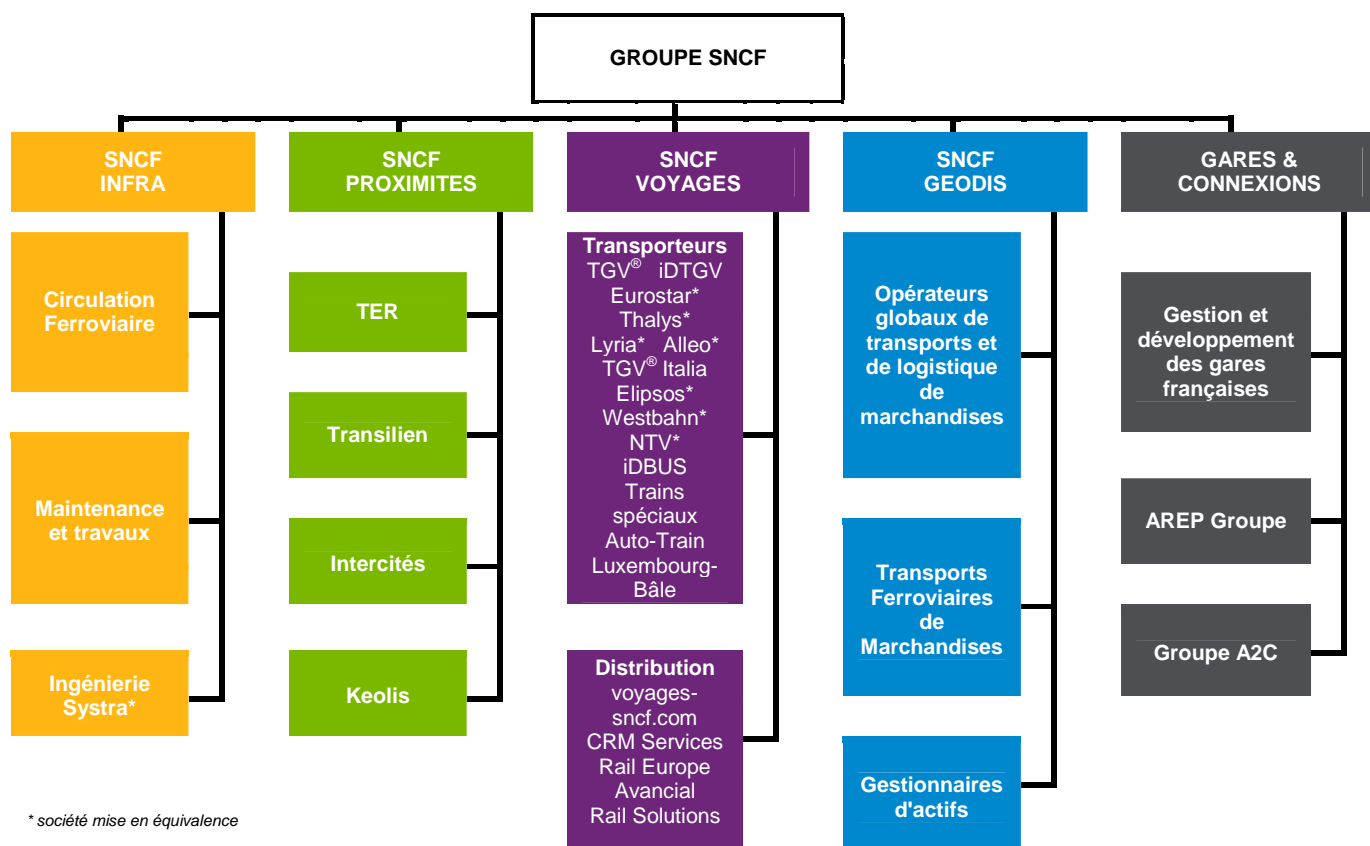 GROUPE SNCF
SNCF
INFRA
Circulation
Ferroviaire
Maintenance
et travaux
Ingénierie
Systra*
SNCF
PROXIMITES
TER
Transilien
Intercités
Keolis
SNCF
VOYAGES
Transporteurs
TGV® iDTGV
Eurostar*
Thalys*
Lyria* Alleo*
TGV® Italia
Elipsos*
Westbahn*
NTV*
iDBUS
Trains
spéciaux
Auto-Train
Luxembourg-
Bâle
Distribution
voyages-
sncf.com
CRM Services
Rail Europe
Avancial
Rail Solutions
SNCF
GEODIS
Opérateurs
globaux de
transports et
de logistique
de
marchandises
Transports
Ferroviaires
de
Marchandises
Gestionnaires
d'actifs
GARES &
CONNEXIONS
Gestion et
développement
des gares
françaises
AREP Groupe
Groupe A2C
* société mise en équivalence